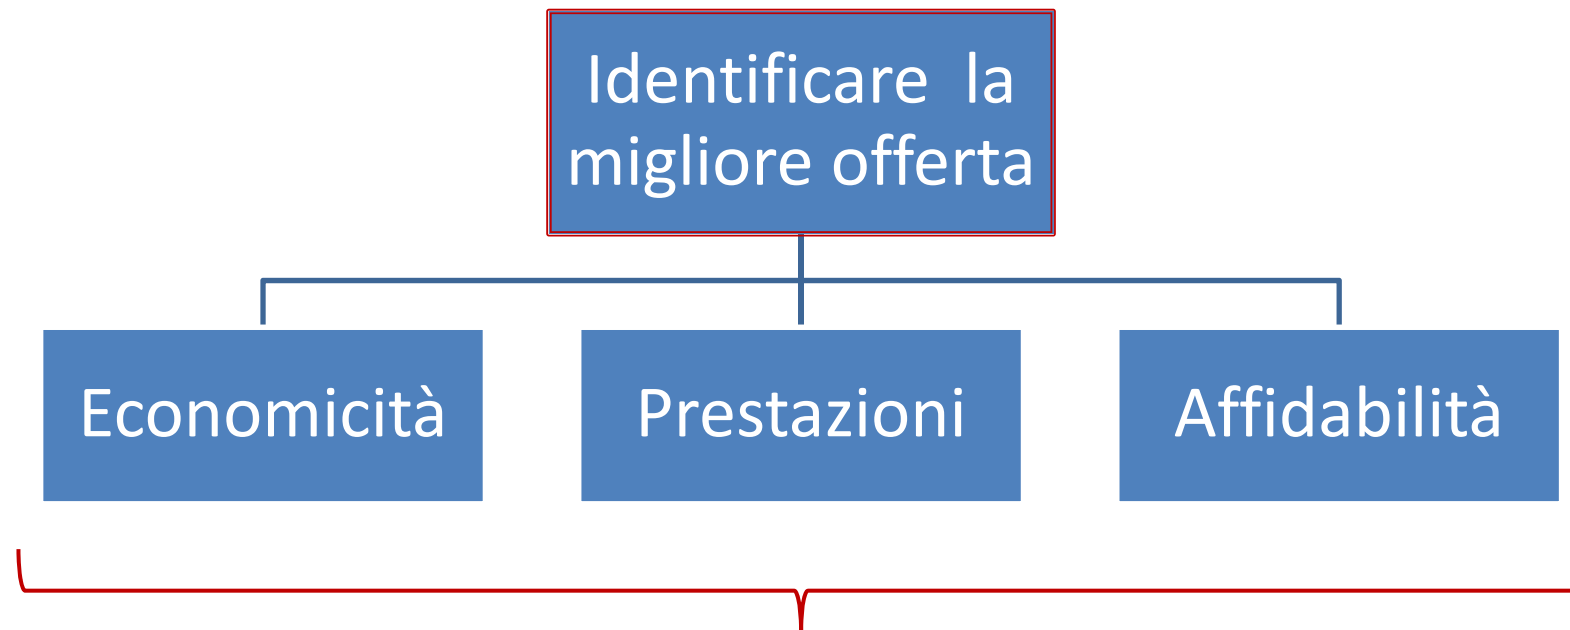 Identificare  la
migliore offerta
Economicità
Prestazioni
Affidabilità